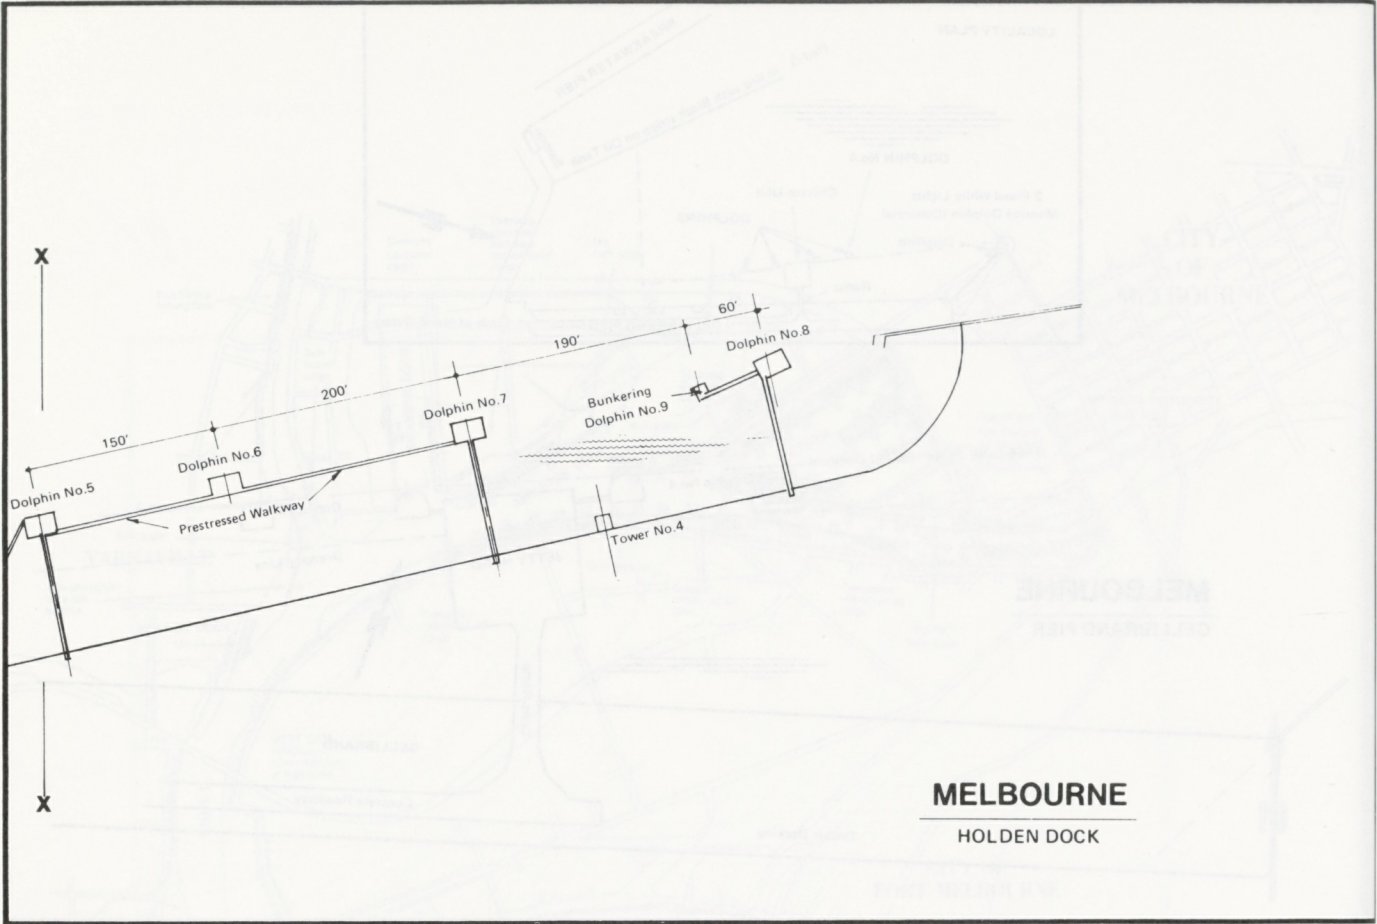 X
60'
190'
Dolphin No.8
200'
Bunkering
Dolphin No.9
Dolphin No.7
150'
Dolphin No.6
Dolphin No.5
Prestressed Walkway
Tower No.4
X
MELBOURNE
HOLDEN DOCK